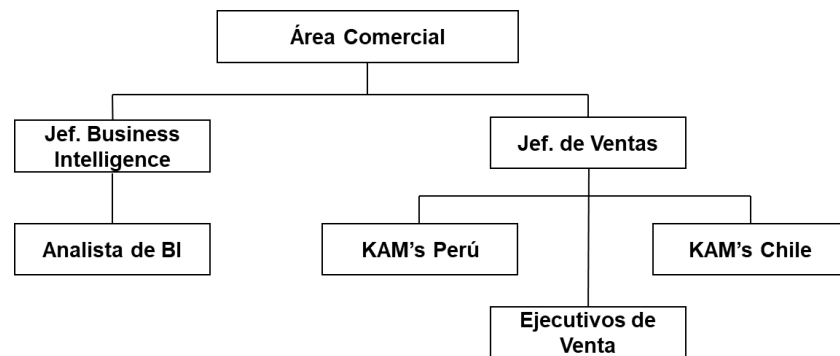 Área Comercial
Jef. Business
Intelligence
Jef. de Ventas
Analista de BI
KAM’s Perú
KAM’s Chile
Ejecutivos de
Venta